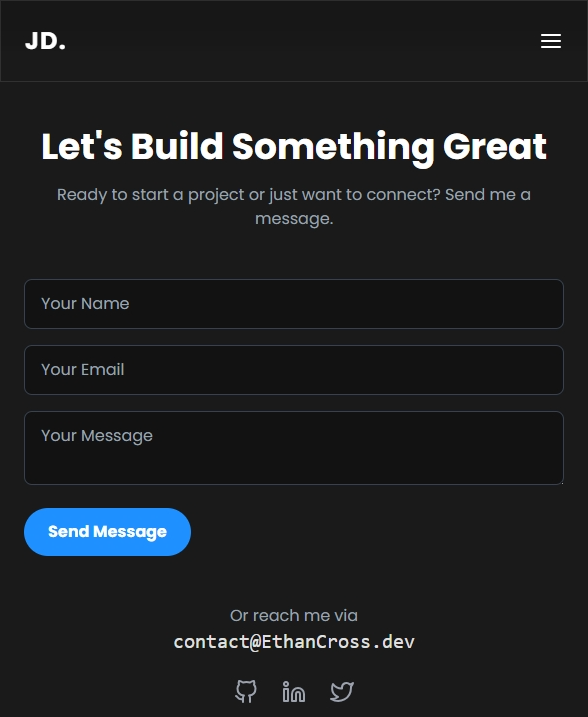 JD.
Let's Build Something Great
Ready to start a project or just want to connect? Send me a
message.
Your Name
Your Email
Your Message
Send Message
Or reach me via
contact@EthanCross.dev